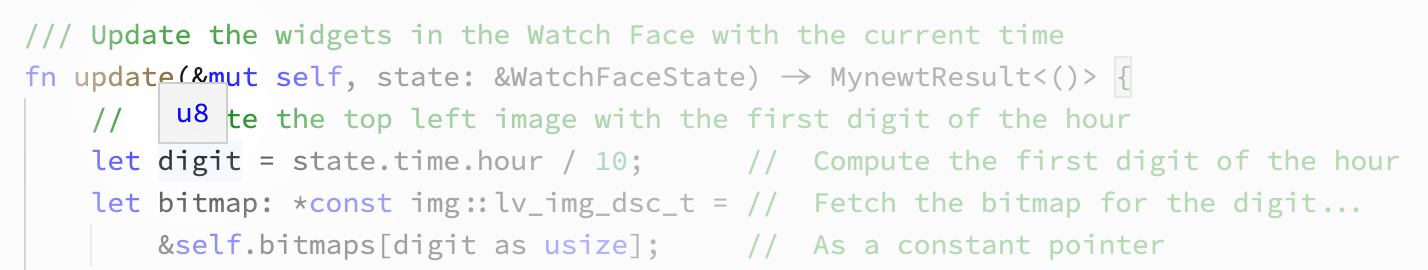 /// Update the widgets in the Watch Face with the current time
fn update(&mut self, state: &WatchFaceState) -> MynewtResult<()> {
u8
// te the top left image with the first digit of the hour
let digit = state.time.hour / 10; // Compute the first digit of the hour
let bitmap: *const img::lv_img_dsc_t = // Fetch the bitmap for the digit...
&self.bitmaps[digit as usize]; // As a constant pointer